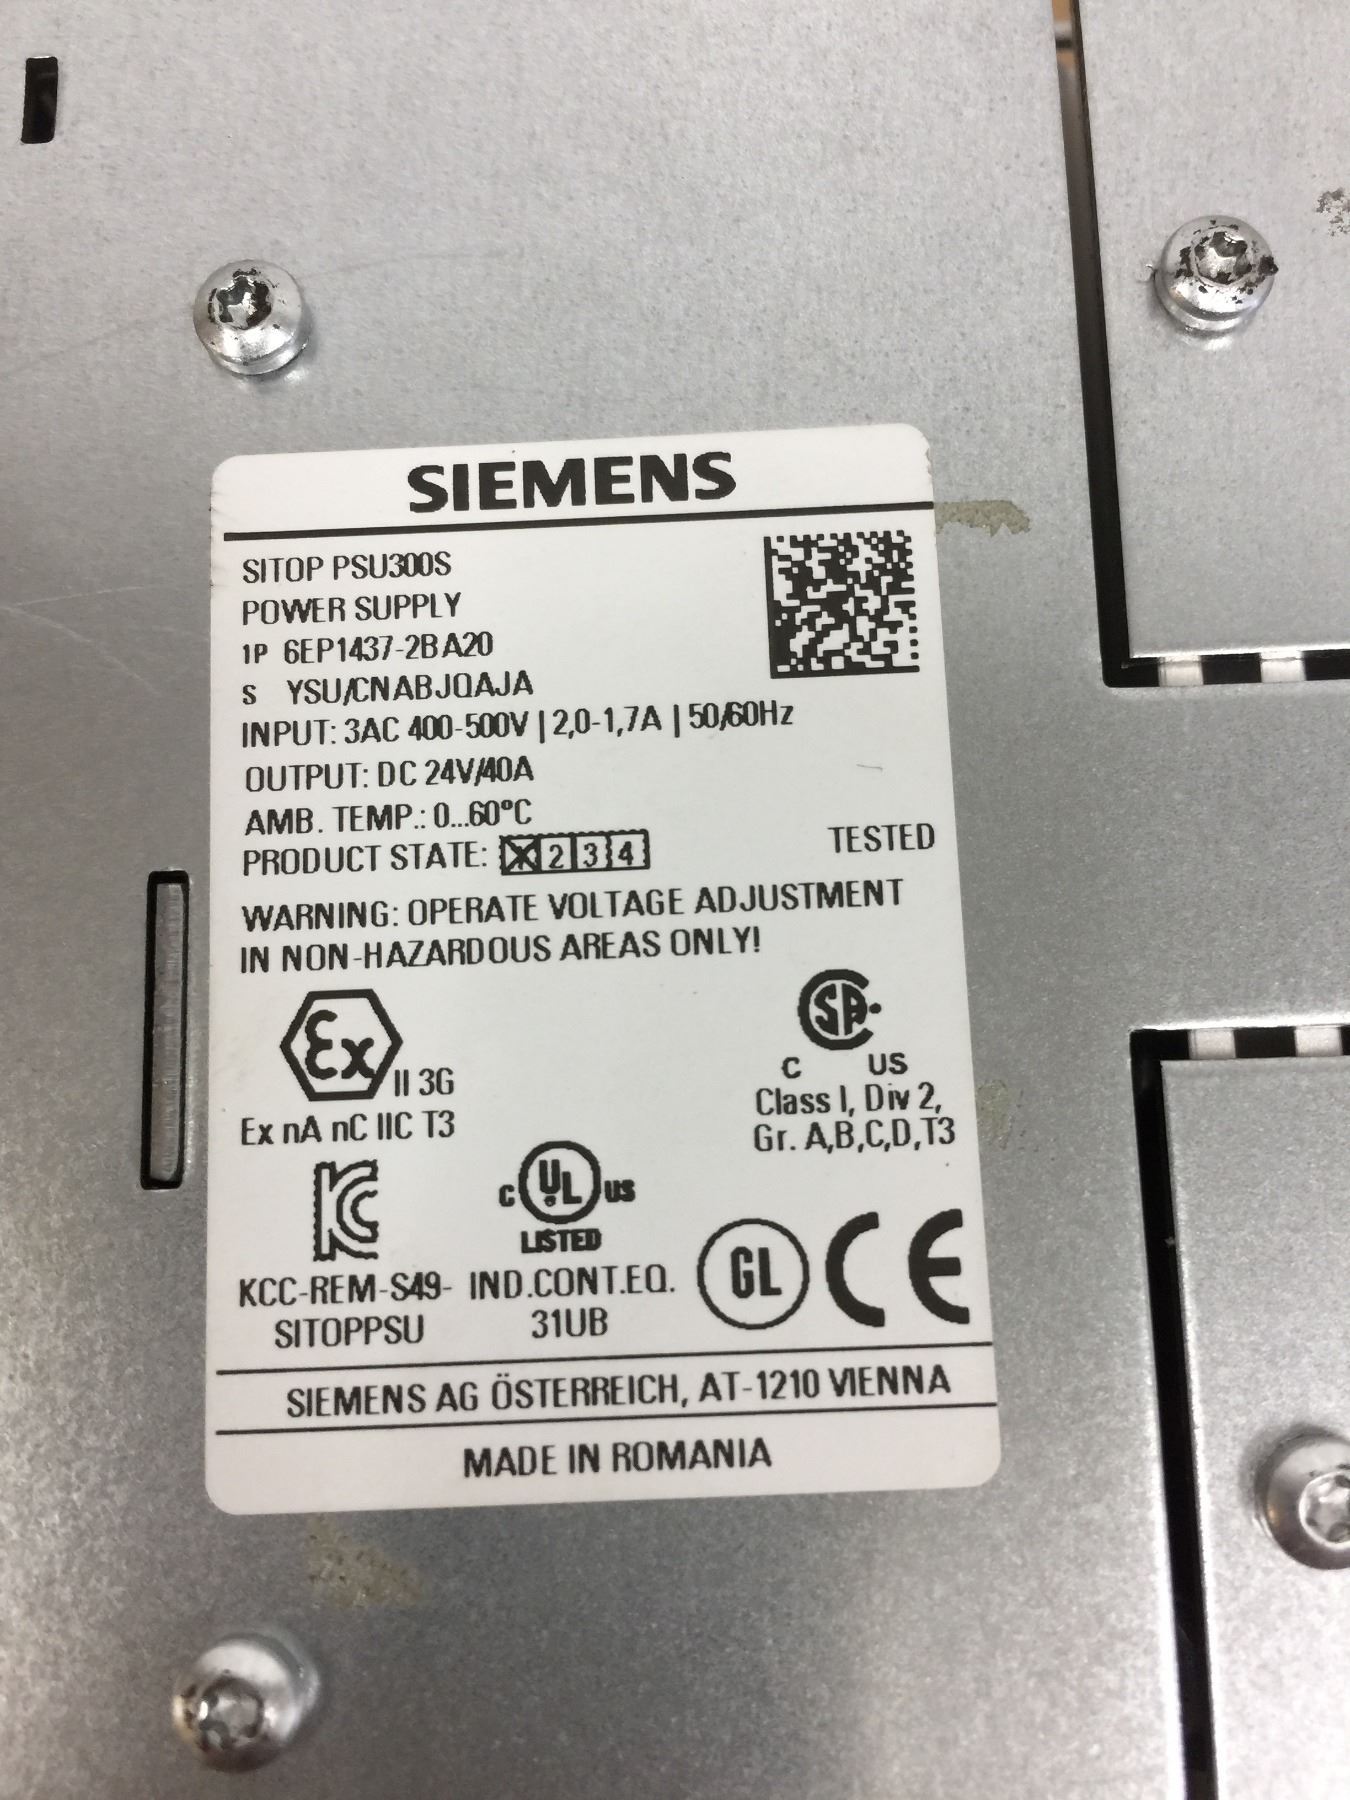 SIEMENS
SITOP PSU300S
POWER SUPPLY
1P 6EP1437-2BA20
S YSU/CNABJQAJA
INPUT: 3AC 400-500V | 2,0-1,7A | 50/60Hz
OUTPUT: DC 24V/40A
AMB. TEMP.: 0...60°C
PRODUCT STATE: 1 2 3 4
TESTED
WARNING: OPERATE VOLTAGE ADJUSTMENT
IN NON-HAZARDOUS AREAS ONLY!
Ex II 3G
Ex nA nC IIC T3
SA
C US
Class I, Div 2,
Gr. A,B,C,D,T3
KC
KCC-REM-S49-
SITOPPSU
C UL US
LISTED
IND.CONT.EQ.
31UB
GL
CE
SIEMENS AG ÖSTERREICH, AT-1210 VIENNA
MADE IN ROMANIA